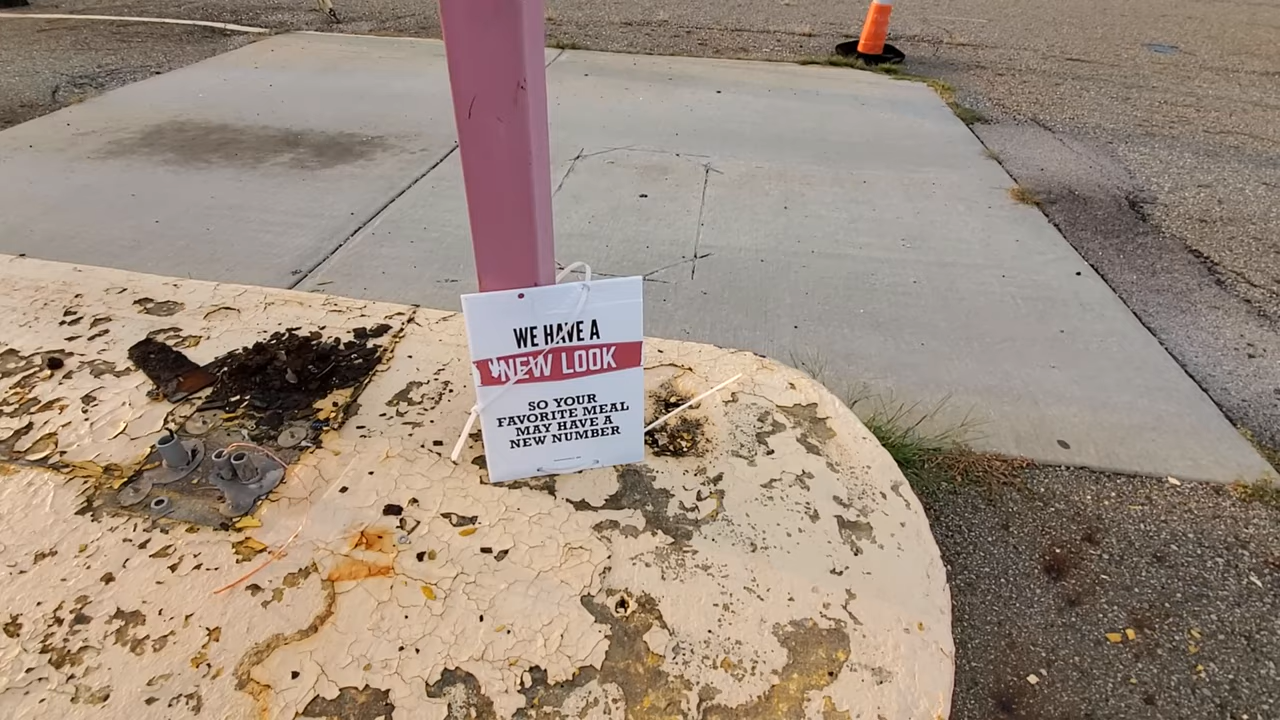 WE HAVE A
NEW LOOK
SO YOUR
FAVORITE MEAL
MAY HAVE A
NEW NUMBER